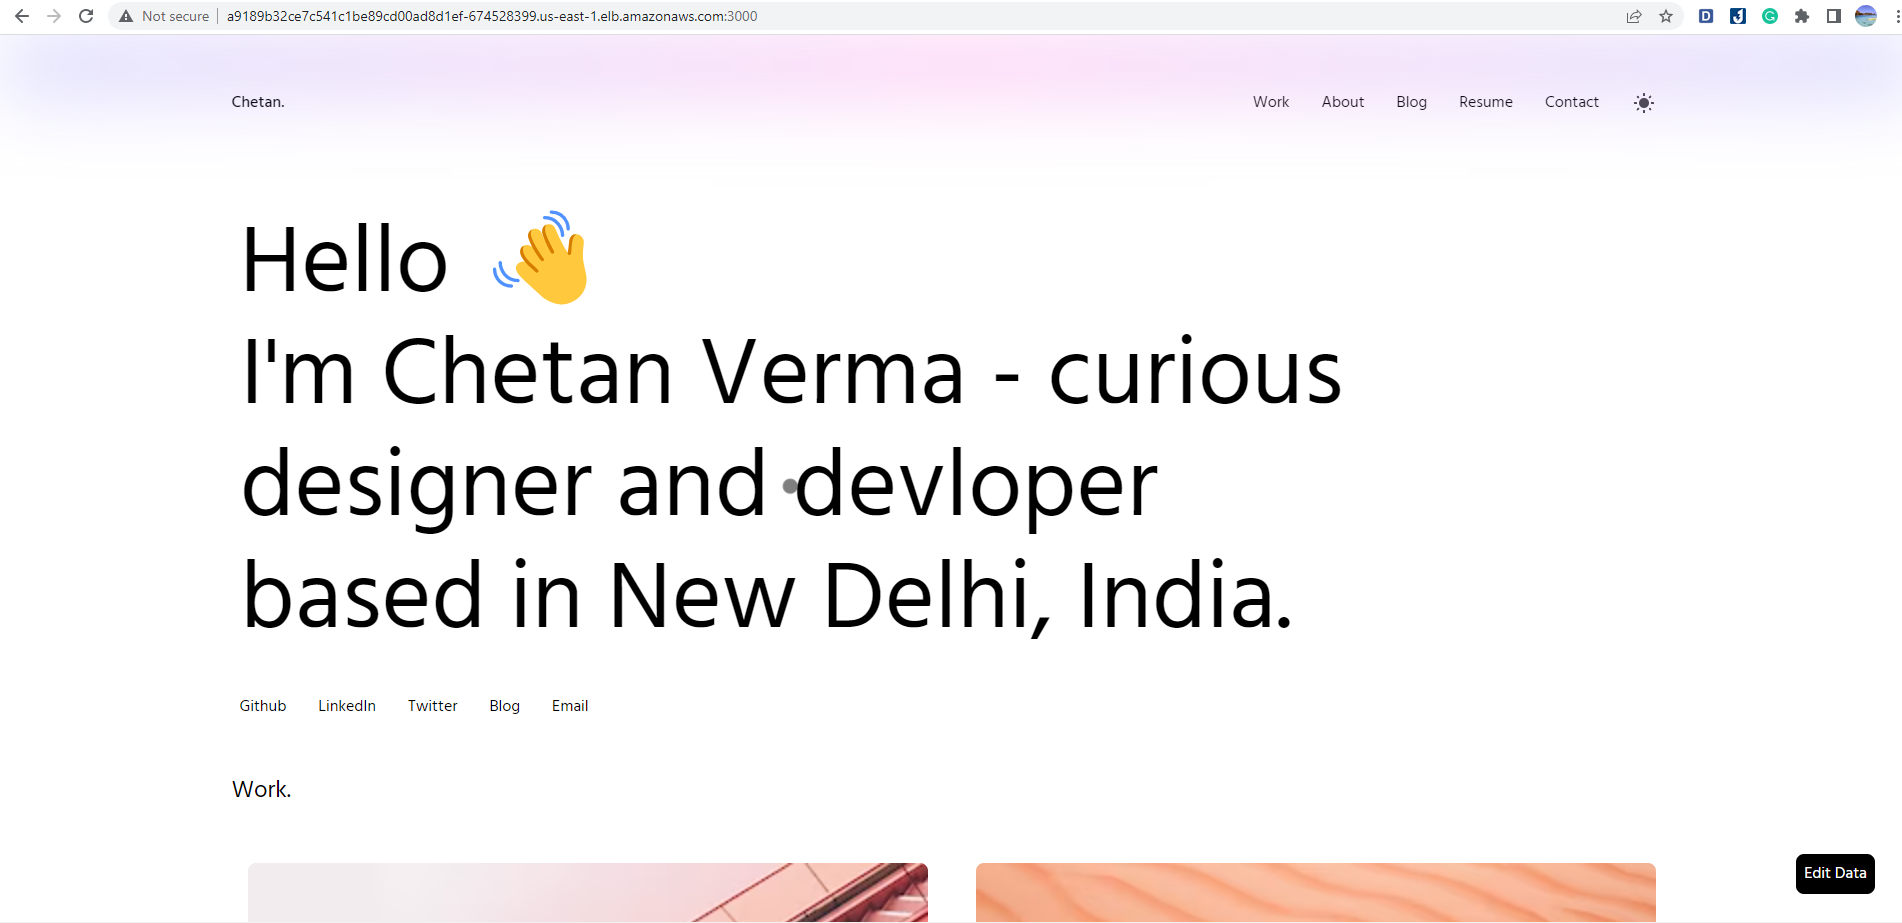 Not secure a9189b32ce7c541c1be89cd00ad8d1ef-674528399.us-east-1.elb.amazonaws.com:3000
Chetan.
Work About Blog Resume Contact
Hello
I'm Chetan Verma - curious
designer and devloper
based in New Delhi, India.
Github LinkedIn Twitter Blog Email
Work.
Edit Data